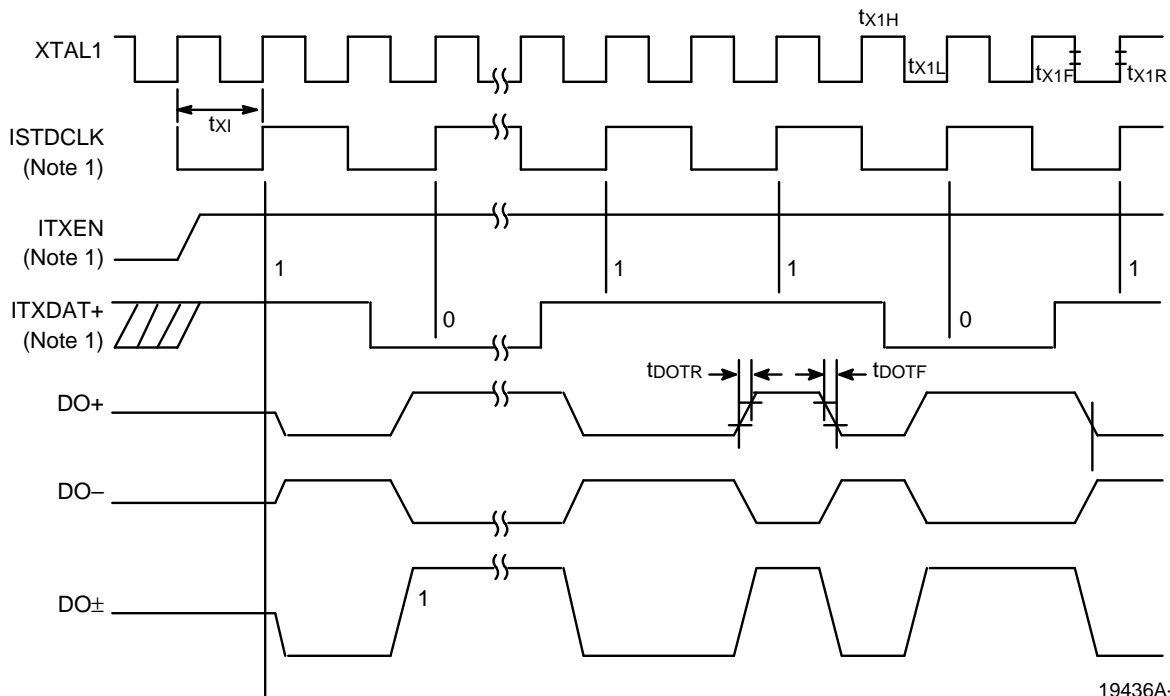 tX1H
XTAL1
tX1L
tX1F
tX1R
tXI
ISTDCLK
(Note 1)
ITXEN
(Note 1)
1
1
1
1
ITXDAT+
(Note 1)
0
0
tDOTR
tDOTF
DO+
DO–
DO±
1
19436A-